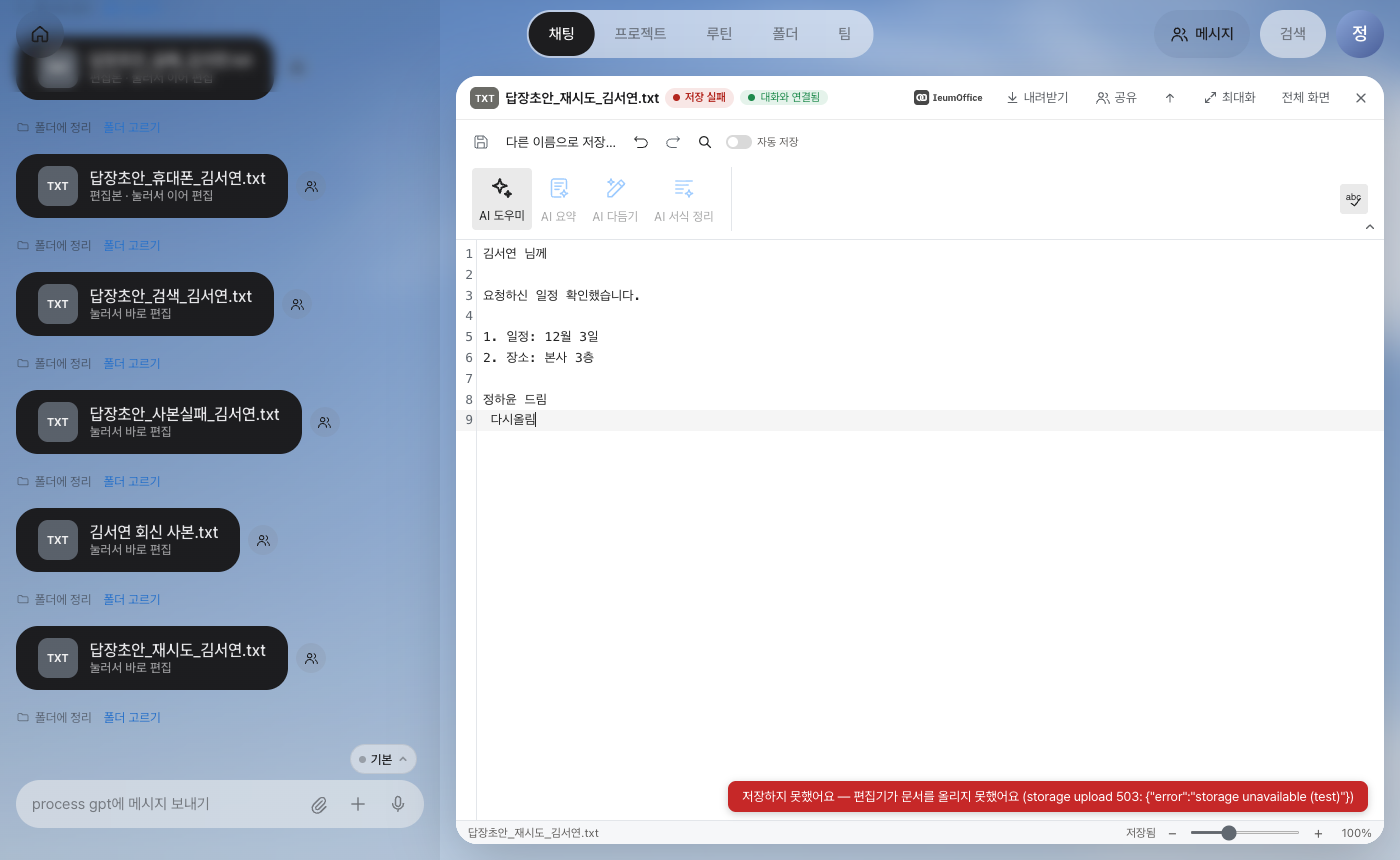 채팅
프로젝트
루틴
폴더
팀
메시지
검색
정
폴더에 정리 폴더 고르기
TXT
답장초안_휴대폰_김서연.txt
편집본 · 눌러서 이어 편집
폴더에 정리 폴더 고르기
TXT
답장초안_검색_김서연.txt
눌러서 바로 편집
폴더에 정리 폴더 고르기
TXT
답장초안_사본실패_김서연.txt
눌러서 바로 편집
폴더에 정리 폴더 고르기
TXT
김서연 회신 사본.txt
눌러서 바로 편집
폴더에 정리 폴더 고르기
TXT
답장초안_재시도_김서연.txt
눌러서 바로 편집
폴더에 정리 폴더 고르기
기본
process gpt에 메시지 보내기
TXT 답장초안_재시도_김서연.txt 저장 실패 대화와 연결됨 IeumOffice 내려받기 공유 최대화 전체 화면
다른 이름으로 저장... 자동 저장
AI 도우미 AI 요약 AI 다듬기 AI 서식 정리
abc
1 김서연 님께
2
3 요청하신 일정 확인했습니다.
4
5 1. 일정: 12월 3일
6 2. 장소: 본사 3층
7
8 정하윤 드림
9 다시올림
저장하지 못했어요 — 편집기가 문서를 올리지 못했어요 (storage upload 503: {"error":"storage unavailable (test)"})
답장초안_재시도_김서연.txt 저장됨 100%